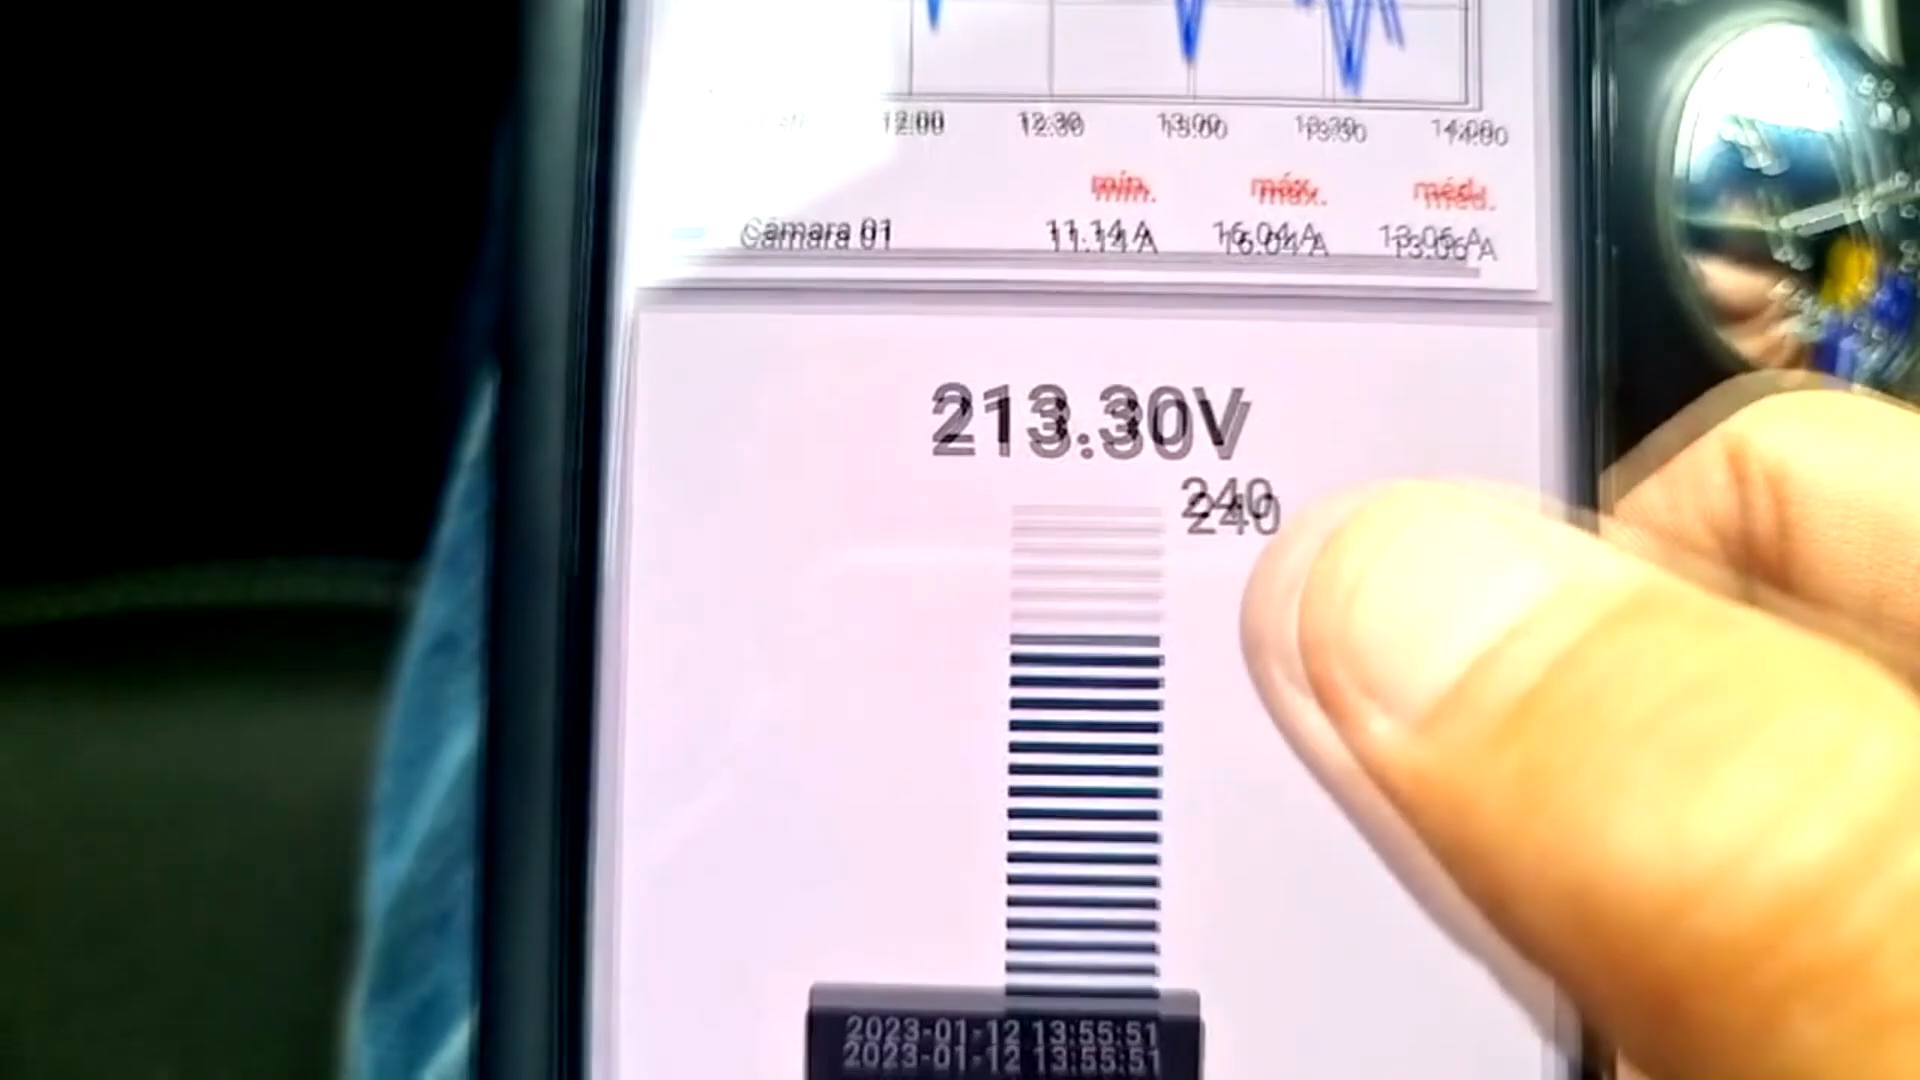 12:00 12:30 13:00 13:30 14:00
mín. máx. méd.
Cámara 01 11.14 A 16.04 A 13.06 A
213.30V
240
2023-01-12 13:55:51